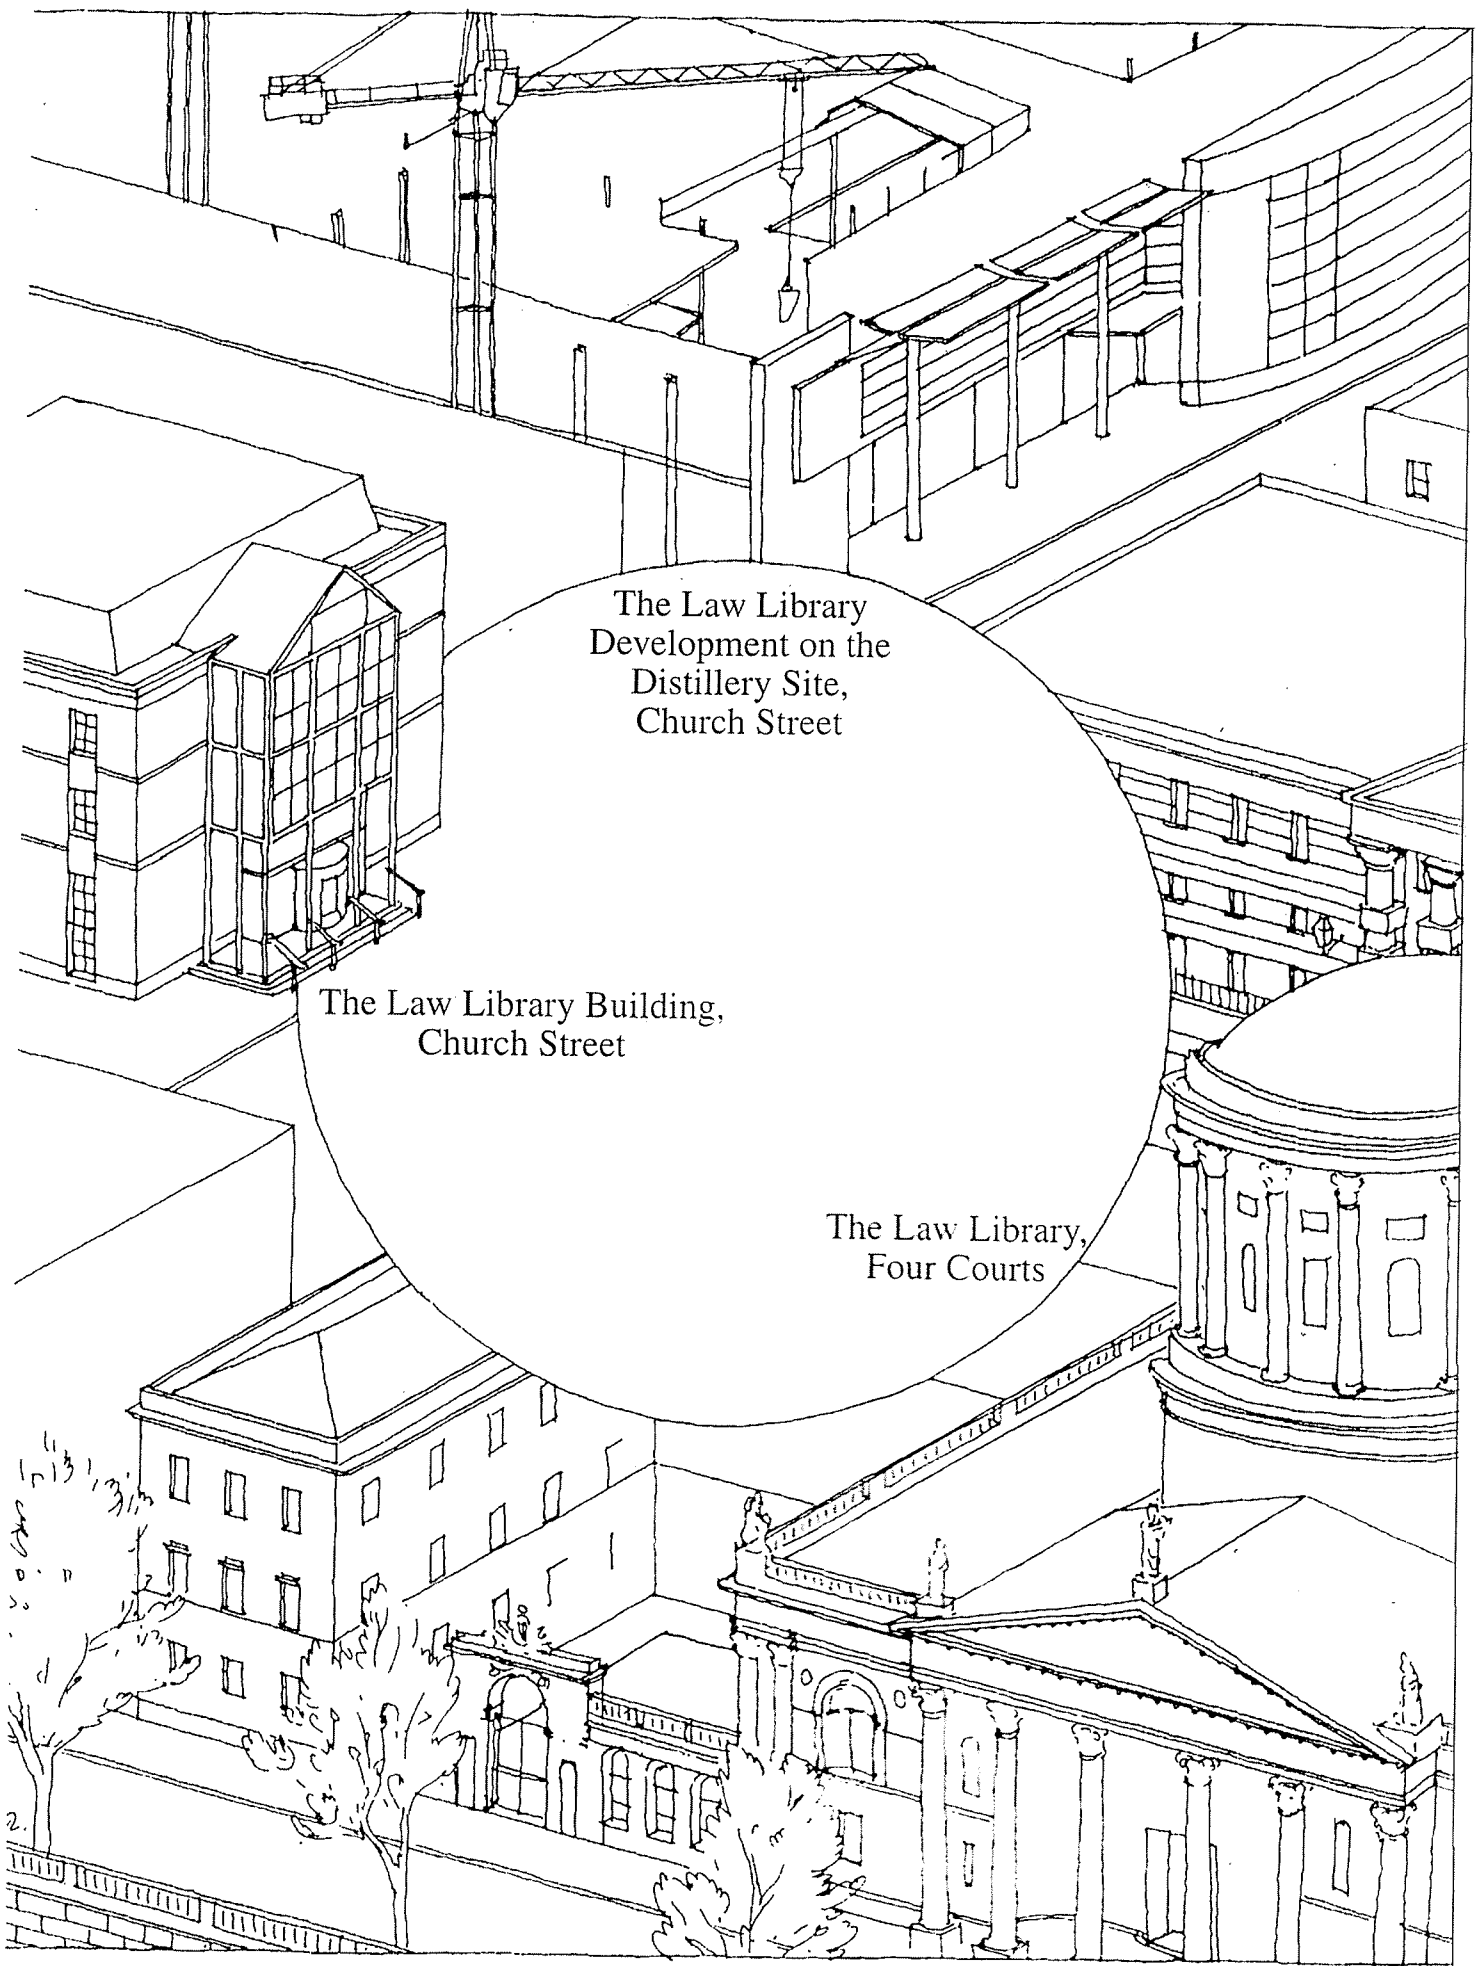 The Law Library
Development on the
Distillery Site,
Church Street
The Law Library Building,
Church Street
The Law Library,
Four Courts